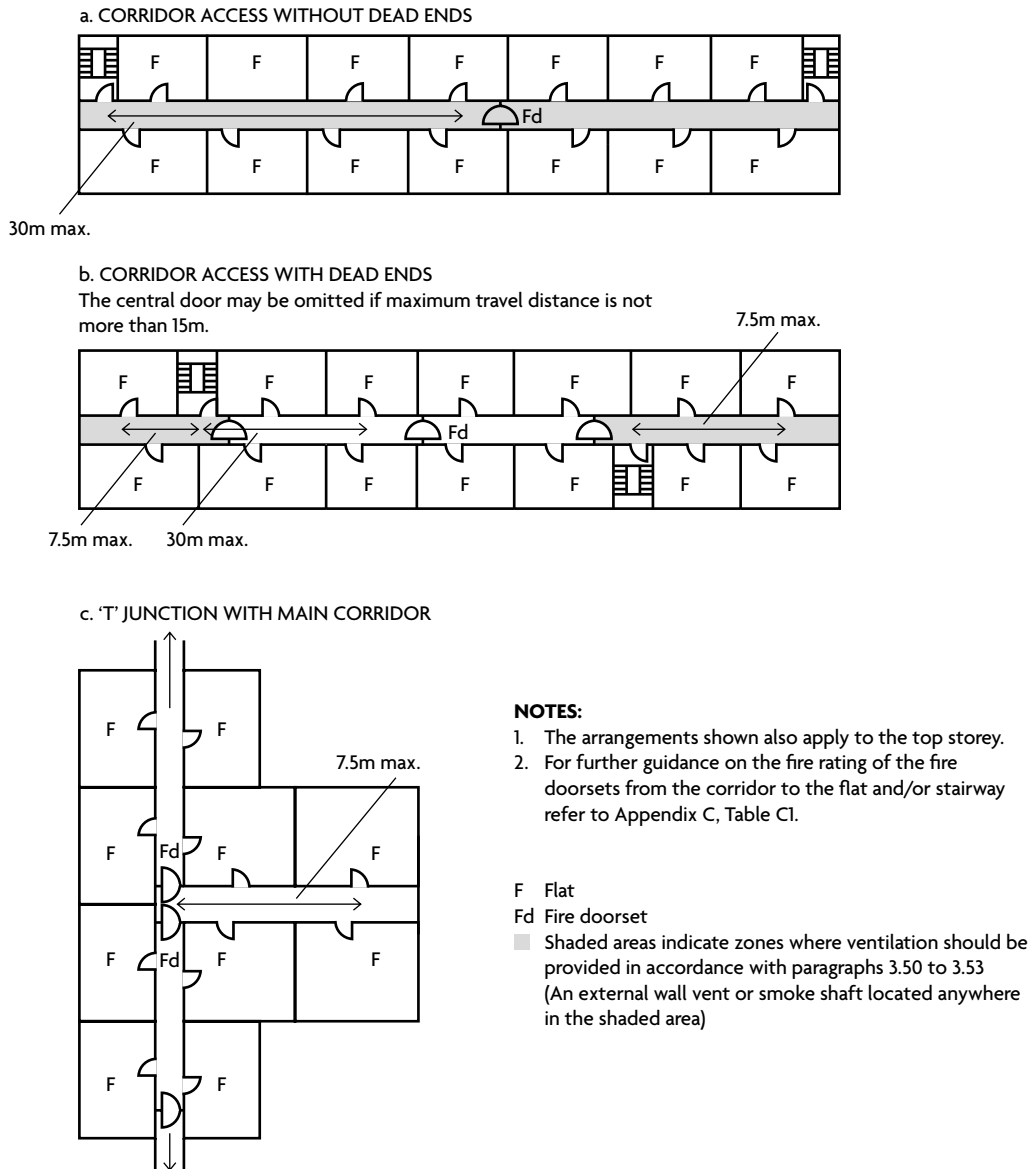 a. CORRIDOR ACCESS WITHOUT DEAD ENDS
F F F F F F F
Fd
F F F F F F F
30m max.
b. CORRIDOR ACCESS WITH DEAD ENDS
The central door may be omitted if maximum travel distance is not
more than 15m.
7.5m max.
F F F F F F F
Fd
F F F F F F F
7.5m max. 30m max.
c. ‘T’ JUNCTION WITH MAIN CORRIDOR
F F
7.5m max.
F Fd F F
F Fd F F
F F
NOTES:
1. The arrangements shown also apply to the top storey.
2. For further guidance on the fire rating of the fire
doorsets from the corridor to the flat and/or stairway
refer to Appendix C, Table C1.
F Flat
Fd Fire doorset
Shaded areas indicate zones where ventilation should be
provided in accordance with paragraphs 3.50 to 3.53
(An external wall vent or smoke shaft located anywhere
in the shaded area)